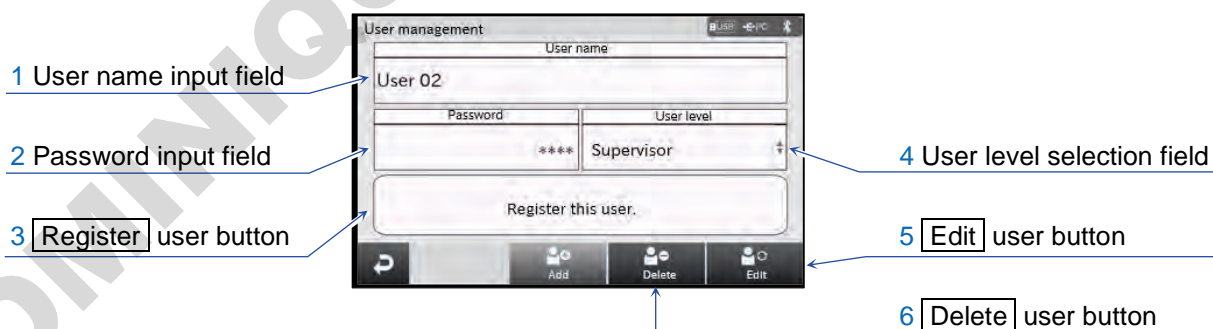 User management
USB PC
User name
1 User name input field
User 02
Password
User level
2 Password input field
****
Supervisor
4 User level selection field
Register this user.
3 Register user button
5 Edit user button
Add
Delete
Edit
6 Delete user button